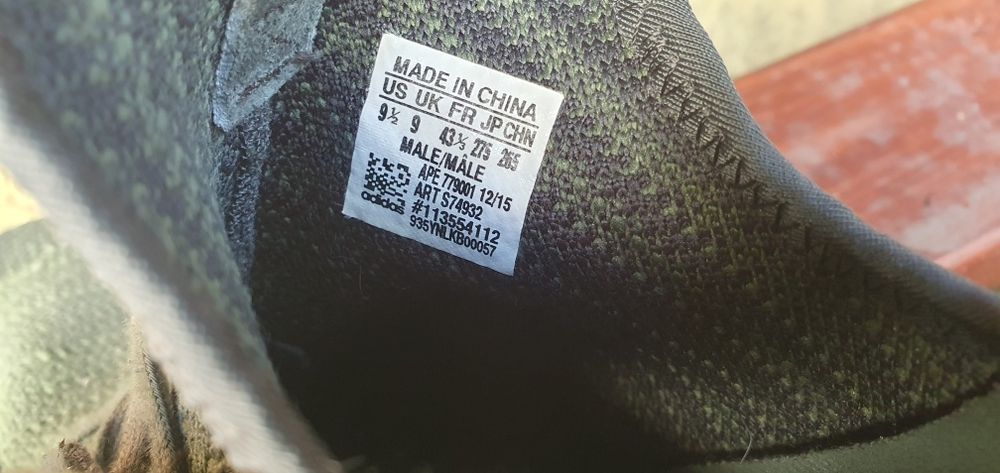 MADE IN CHINA
US UK FR JP CHN
9½ 9 43⅓ 275 265
MALE/MÂLE
APE 779001 12/15
ART S74932
#113554112
adidas 935YNLKB00057